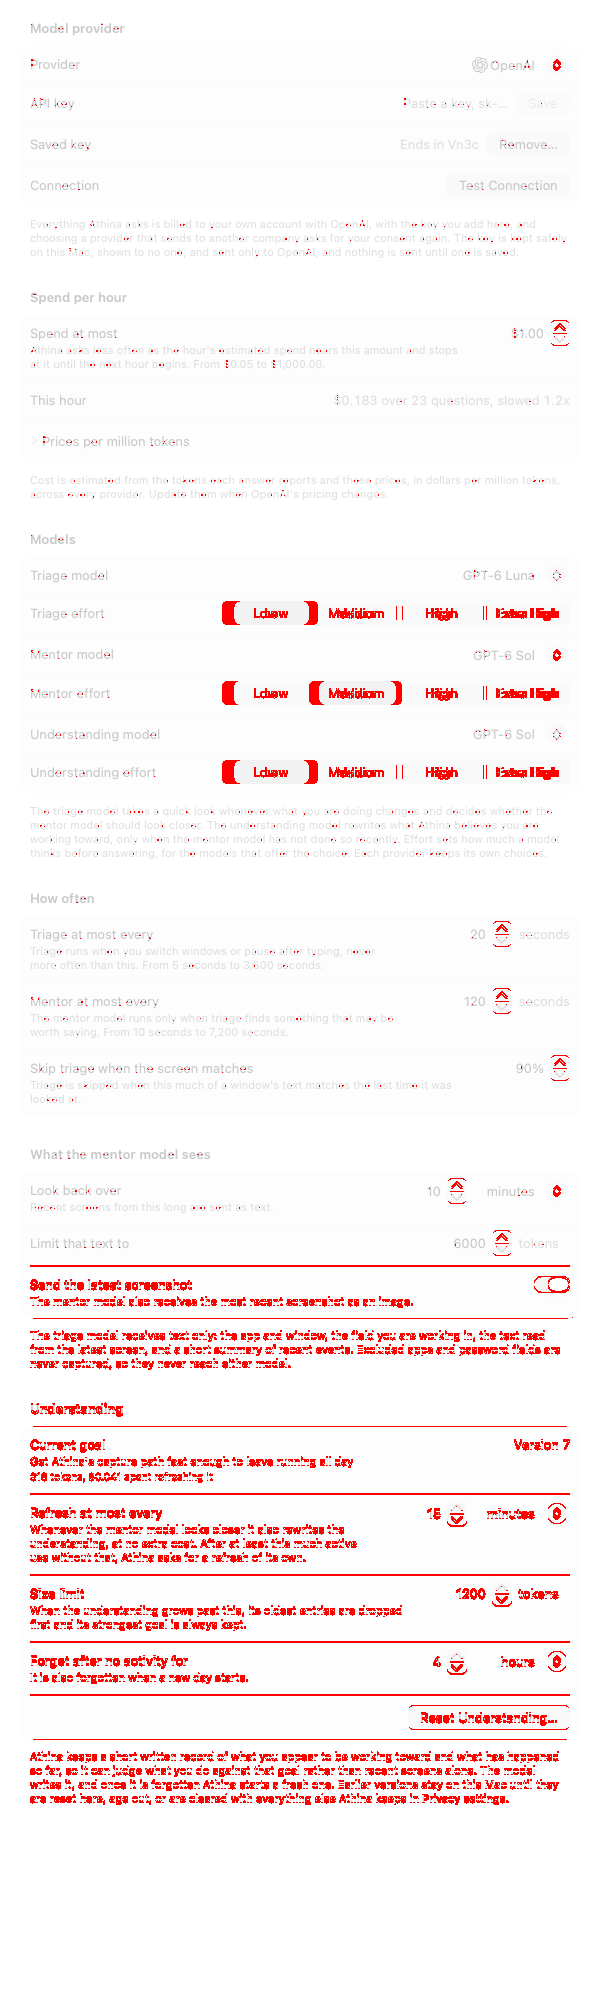 Model provider
Provider
OpenAI
API key
Paste a key, sk-...
Save
Saved key
Ends in Vn3c
Remove...
Connection
Test Connection
Everything Athina asks is billed to your own account with OpenAI, with the key you add here, and
choosing a provider that sends to another company asks for your consent again. The key is kept safely
on this Mac, shown to no one, and sent only to OpenAI, and nothing is sent until one is saved.
Spend per hour
Spend at most
$1.00
Athina asks less often as the hour's estimated spend nears this amount and stops
at it until the next hour begins. From $0.05 to $1,000.00.
This hour
$0.183 over 23 questions, slowed 1.2x
Prices per million tokens
Cost is estimated from the tokens each answer reports and these prices, in dollars per million tokens,
across every provider. Update them when OpenAI's pricing changes.
Models
Triage model
GPT-6 Luna
Triage effort
Low
Medium
High
Extra High
Mentor model
GPT-6 Sol
Mentor effort
Low
Medium
High
Extra High
Understanding model
GPT-6 Sol
Understanding effort
Low
Medium
High
Extra High
The triage model takes a quick look whenever what you are doing changes and decides whether the
mentor model should look closer. The understanding model rewrites what Athina believes you are
working toward, only when the mentor model has not done so recently. Effort sets how much a model
thinks before answering, for the models that offer the choice. Each provider keeps its own choices.
How often
Triage at most every
20
seconds
Triage runs when you switch windows or pause after typing, never
more often than this. From 5 seconds to 3,600 seconds.
Mentor at most every
120
seconds
The mentor model runs only when triage finds something that may be
worth saying. From 10 seconds to 7,200 seconds.
Skip triage when the screen matches
90%
Triage is skipped when this much of a window's text matches the last time it was
looked at.
What the mentor model sees
Look back over
10
minutes
Recent screens from this long are sent as text.
Limit that text to
6000
tokens
Send the latest screenshot
The mentor model also receives the most recent screenshot as an image.
The triage model receives text only: the app and window, the field you are working in, the text read
from the latest screen, and a short summary of recent events. Excluded apps and password fields are
never captured, so they never reach either model.
Understanding
Current goal
Version 7
Get Athina's capture path fast enough to leave running all day
318 tokens, $0.041 spent refreshing it
Refresh at most every
15
minutes
Whenever the mentor model looks closer it also rewrites the
understanding, at no extra cost. After at least this much active
use without that, Athina asks for a refresh of its own.
Size limit
1200
tokens
When the understanding grows past this, its oldest entries are dropped
first and its strongest goal is always kept.
Forget after no activity for
4
hours
It is also forgotten when a new day starts.
Reset Understanding...
Athina keeps a short written record of what you appear to be working toward and what has happened
so far, so it can judge what you do against that goal rather than recent screens alone. The model
writes it, and once it is forgotten Athina starts a fresh one. Earlier versions stay on this Mac until they
are reset here, age out, or are cleared with everything else Athina keeps in Privacy settings.